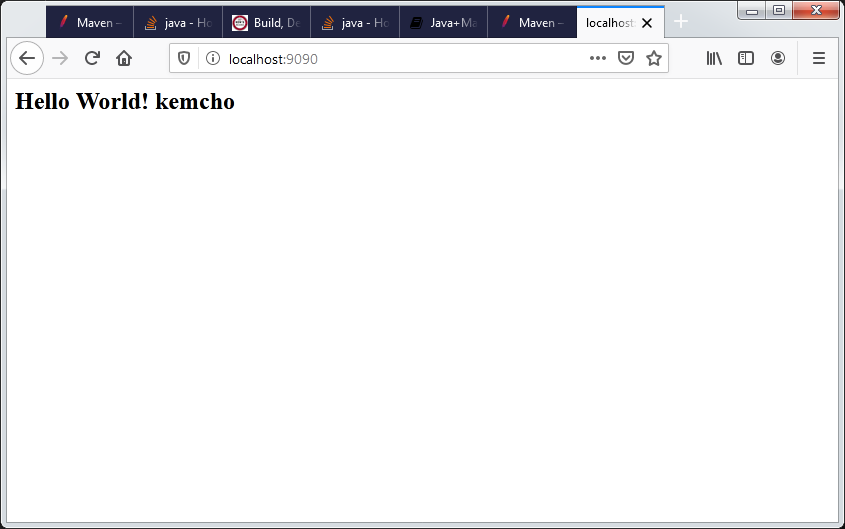 Maven –
java - Ho
Build, De
java - Ho
Java+Ma
Maven –
localhost:
localhost:9090
Hello World! kemcho